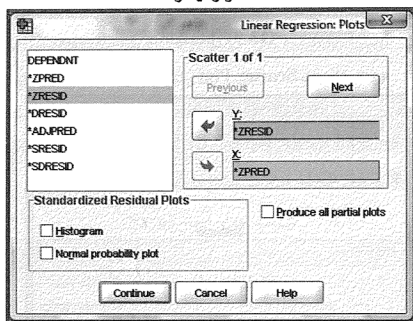 Linear Regression: Plots
DEPENDNT
*ZPRED
*ZRESID
*DRESID
*ADJPRED
*SRESID
*SDRESID
Scatter 1 of 1
Previous
Next
Y:
*ZRESID
X:
*ZPRED
Standardized Residual Plots
Histogram
Normal probability plot
Produce all partial plots
Continue
Cancel
Help